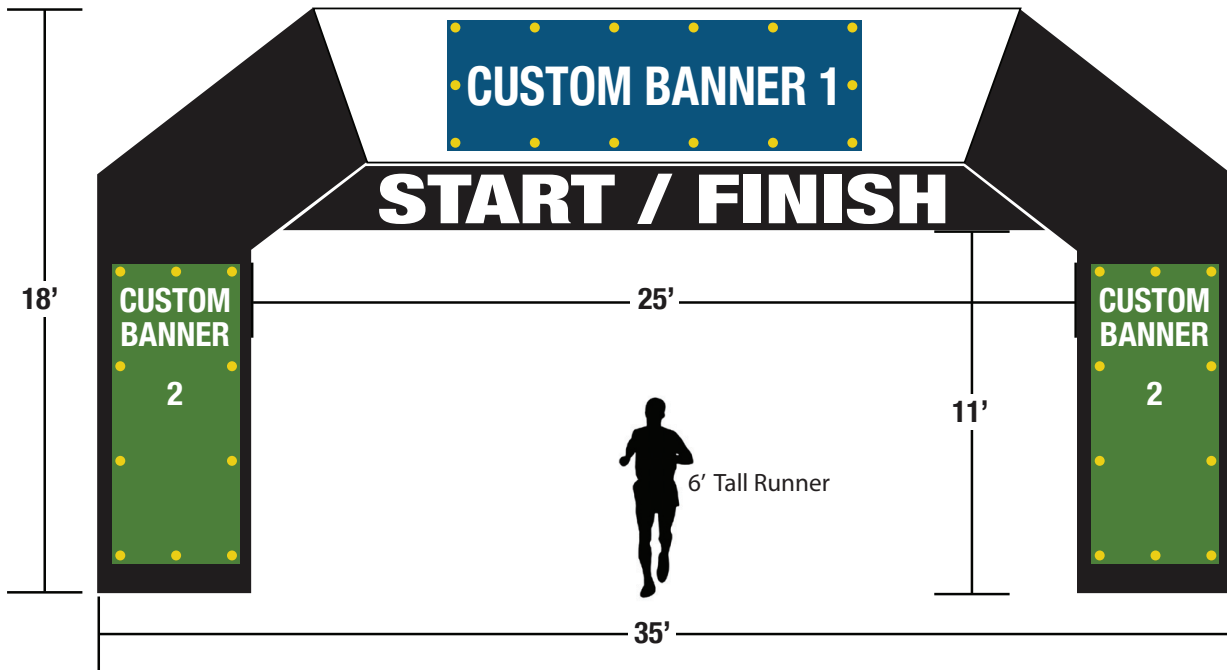 CUSTOM BANNER 1
START / FINISH
18’
25’
CUSTOM
BANNER
2
CUSTOM
BANNER
2
11’
6’ Tall Runner
35’